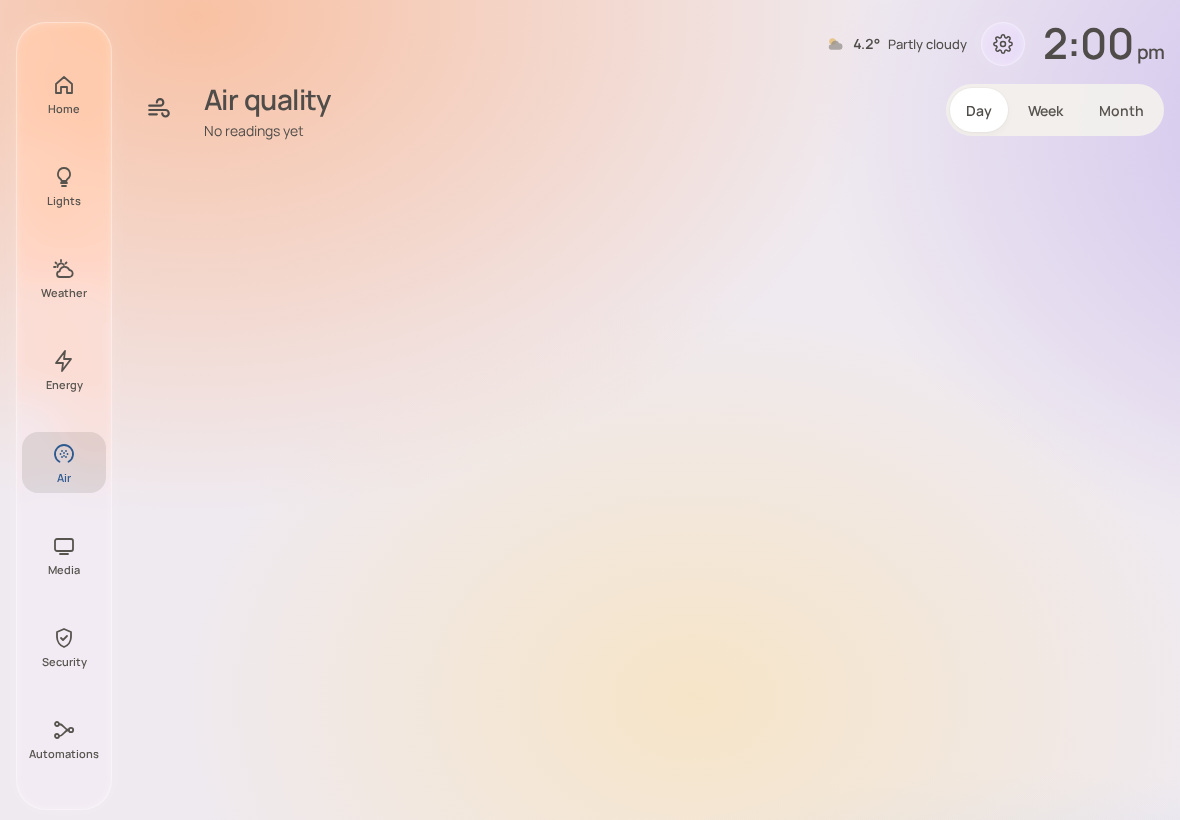 Home
Lights
Weather
Energy
Air
Media
Security
Automations
4.2° Partly cloudy
2:00 pm
Air quality
No readings yet
Day Week Month